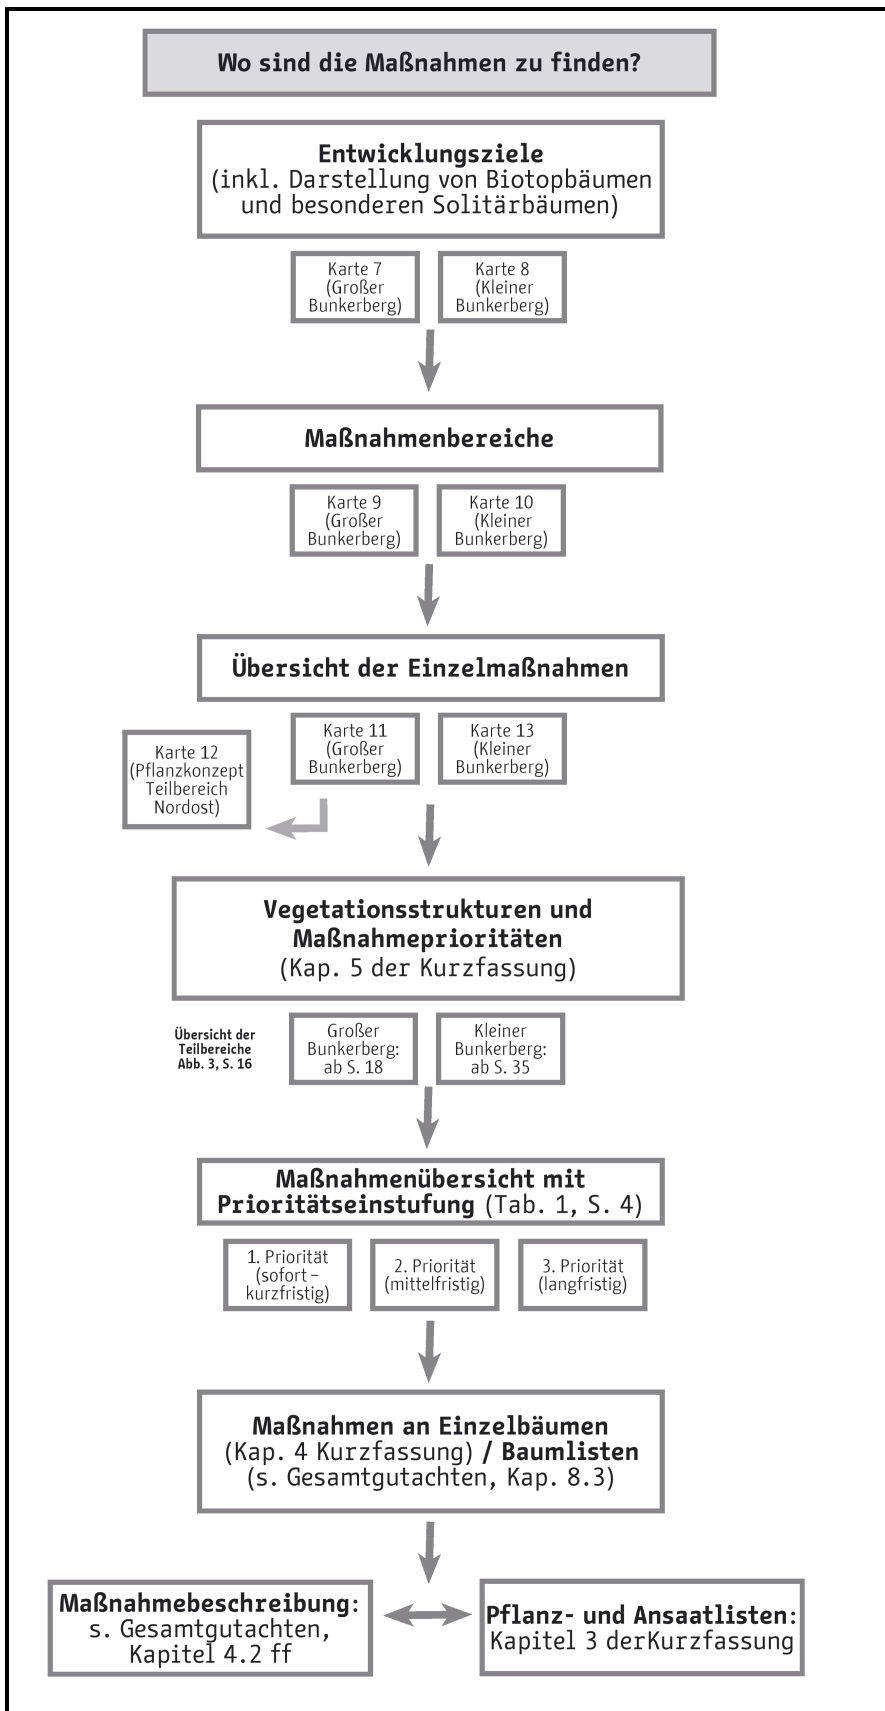 Wo sind die Maßnahmen zu finden?
Entwicklungsziele
(inkl. Darstellung von Biotopbäumen
und besonderen Solitärbäumen)
Karte 7
(Großer
Bunkerberg)
Karte 8
(Kleiner
Bunkerberg)
Maßnahmenbereiche
Karte 9
(Großer
Bunkerberg)
Karte 10
(Kleiner
Bunkerberg)
Übersicht der Einzelmaßnahmen
Karte 12
(Pflanzkonzept
Teilbereich
Nordost)
Karte 11
(Großer
Bunkerberg)
Karte 13
(Kleiner
Bunkerberg)
Vegetationsstrukturen und
Maßnahmeprioritäten
(Kap. 5 der Kurzfassung)
Übersicht der
Teilbereiche
Abb. 3, S. 16
Großer
Bunkerberg:
ab S. 18
Kleiner
Bunkerberg:
ab S. 35
Maßnahmenübersicht mit
Prioritätseinstufung (Tab. 1, S. 4)
1. Priorität
(sofort –
kurzfristig)
2. Priorität
(mittelfristig)
3. Priorität
(langfristig)
Maßnahmen an Einzelbäumen
(Kap. 4 Kurzfassung) / Baumlisten
(s. Gesamtgutachten, Kap. 8.3)
Maßnahmebeschreibung:
s. Gesamtgutachten,
Kapitel 4.2 ff
Pflanz- und Ansaatlisten:
Kapitel 3 derKurzfassung